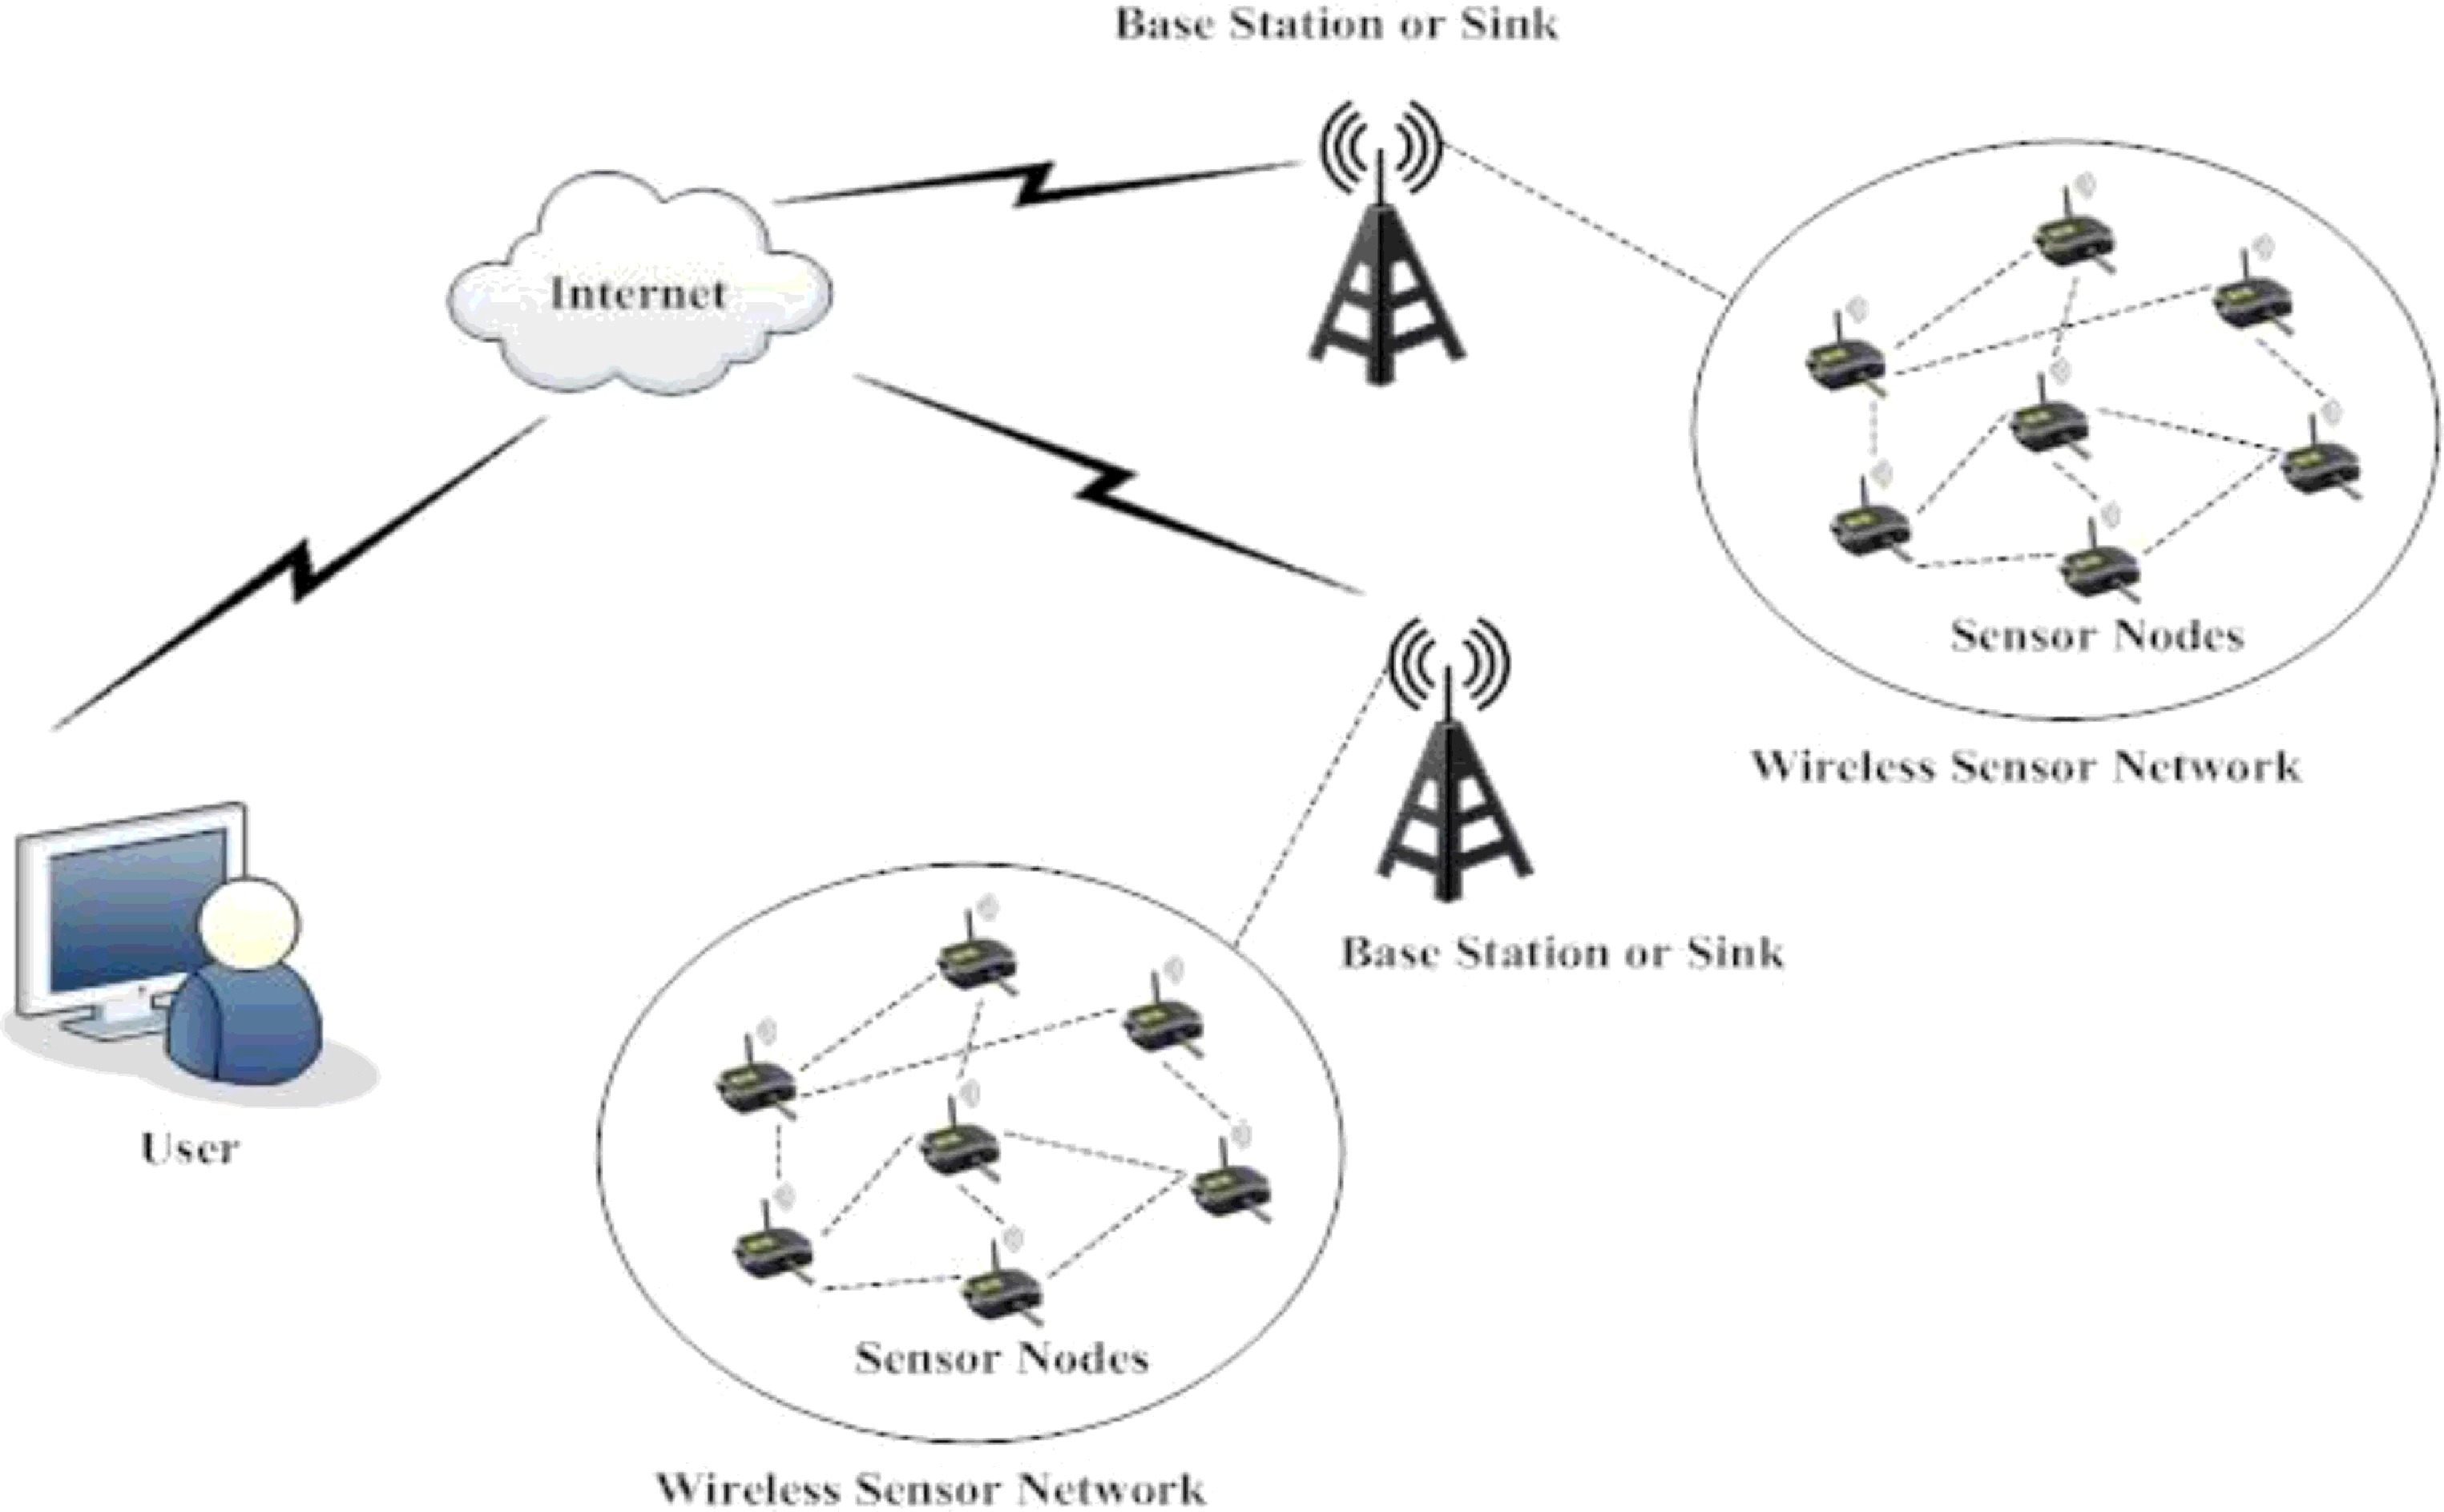 Base Station or Sink
Internet
Sensor Nodes
Wireless Sensor Network
Base Station or Sink
User
Sensor Nodes
Wireless Sensor Network